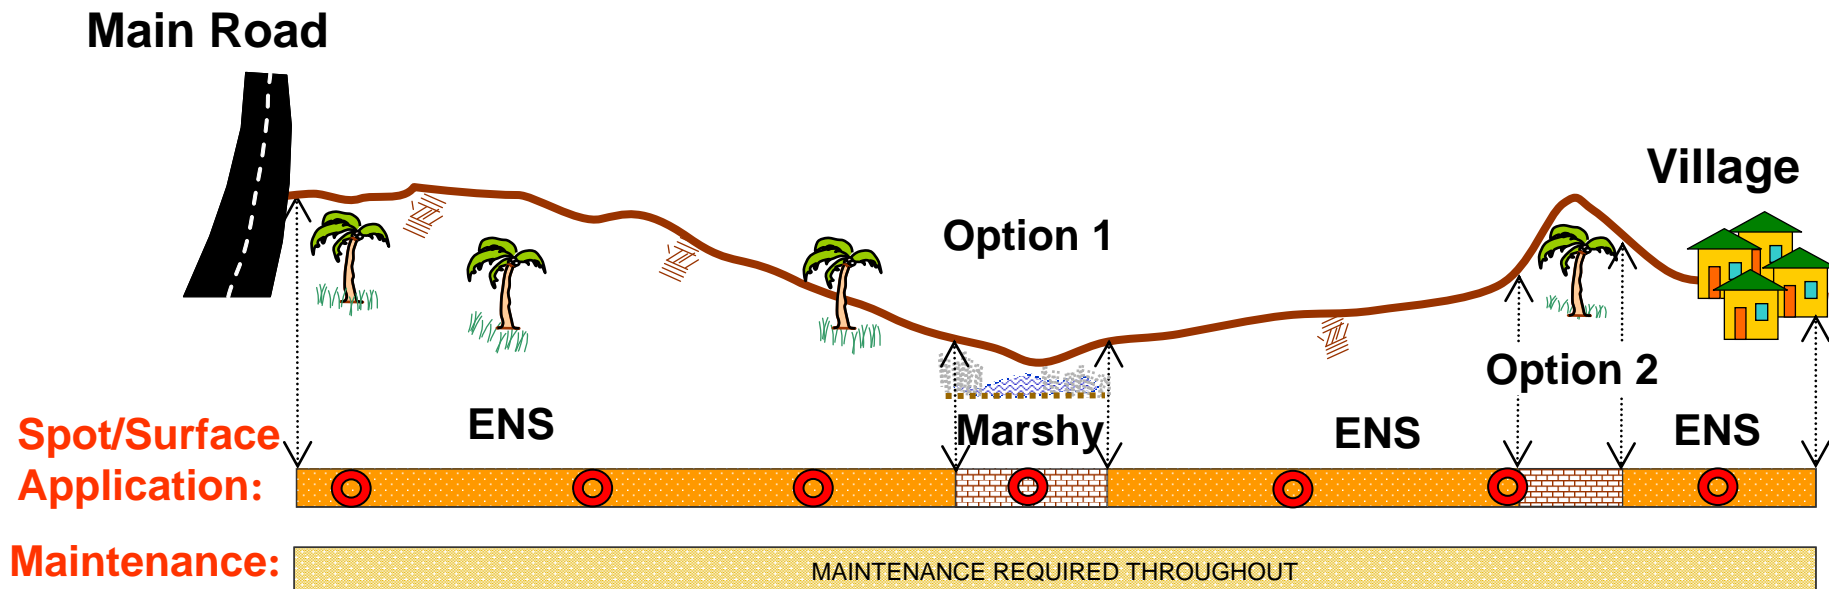 Main Road
Village
Option 1
Option 2
ENS
Marshy
ENS
ENS
Spot/Surface
Application:
Maintenance:
MAINTENANCE REQUIRED THROUGHOUT